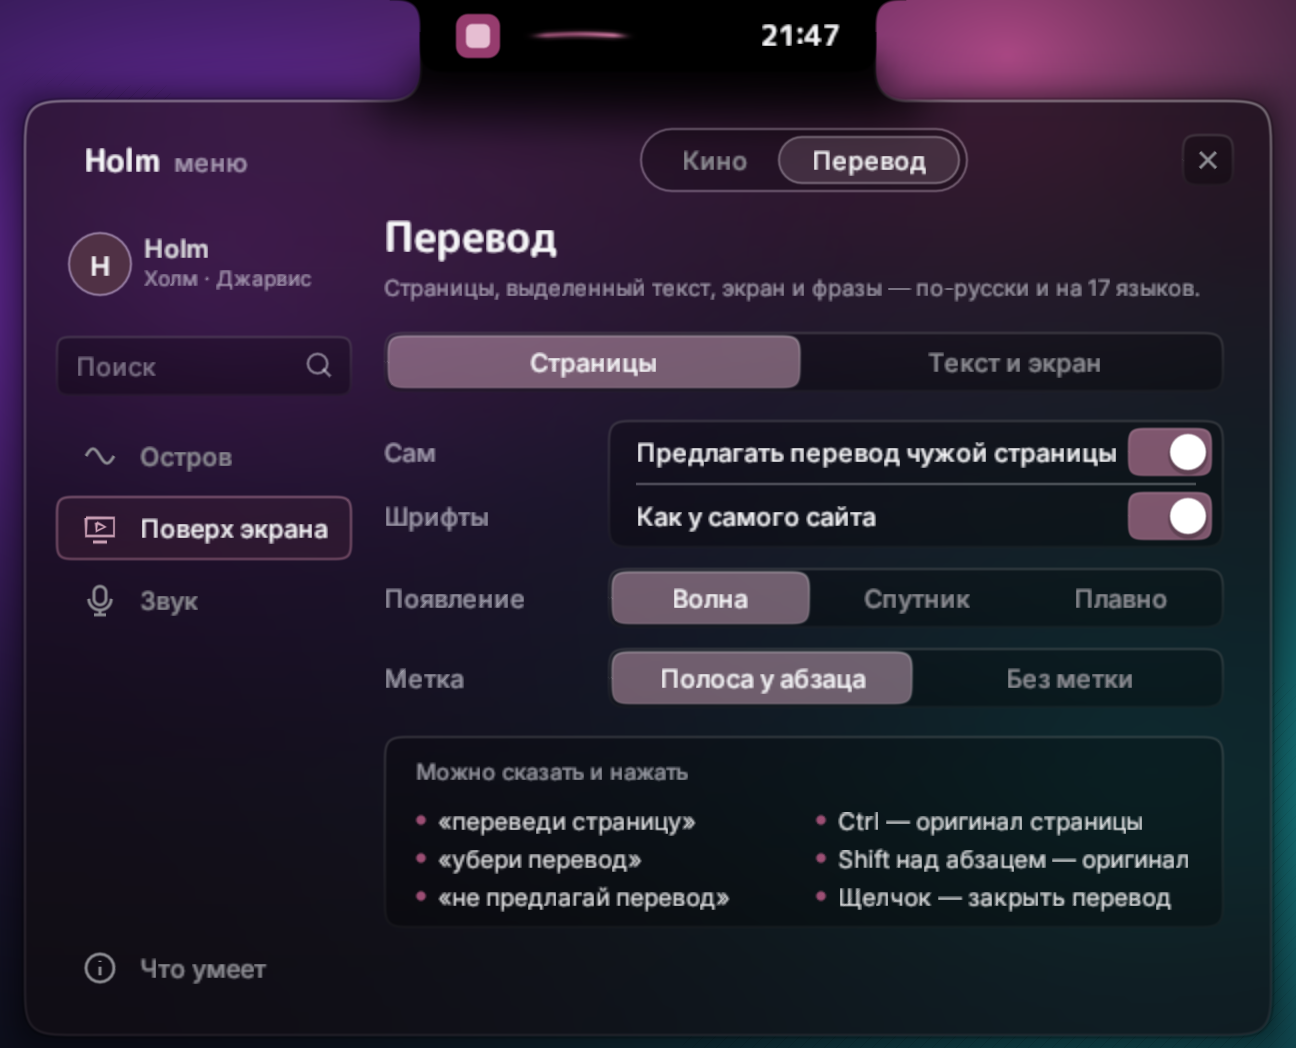 21:47
Holm меню
Кино
Перевод
Holm
Холм · Джарвис
Поиск
Остров
Поверх экрана
Звук
Что умеет
Перевод
Страницы, выделенный текст, экран и фразы — по-русски и на 17 языков.
Страницы
Текст и экран
Сам
Предлагать перевод чужой страницы
Шрифты
Как у самого сайта
Появление
Волна
Спутник
Плавно
Метка
Полоса у абзаца
Без метки
Можно сказать и нажать
«переведи страницу»
«убери перевод»
«не предлагай перевод»
Ctrl — оригинал страницы
Shift над абзацем — оригинал
Щелчок — закрыть перевод